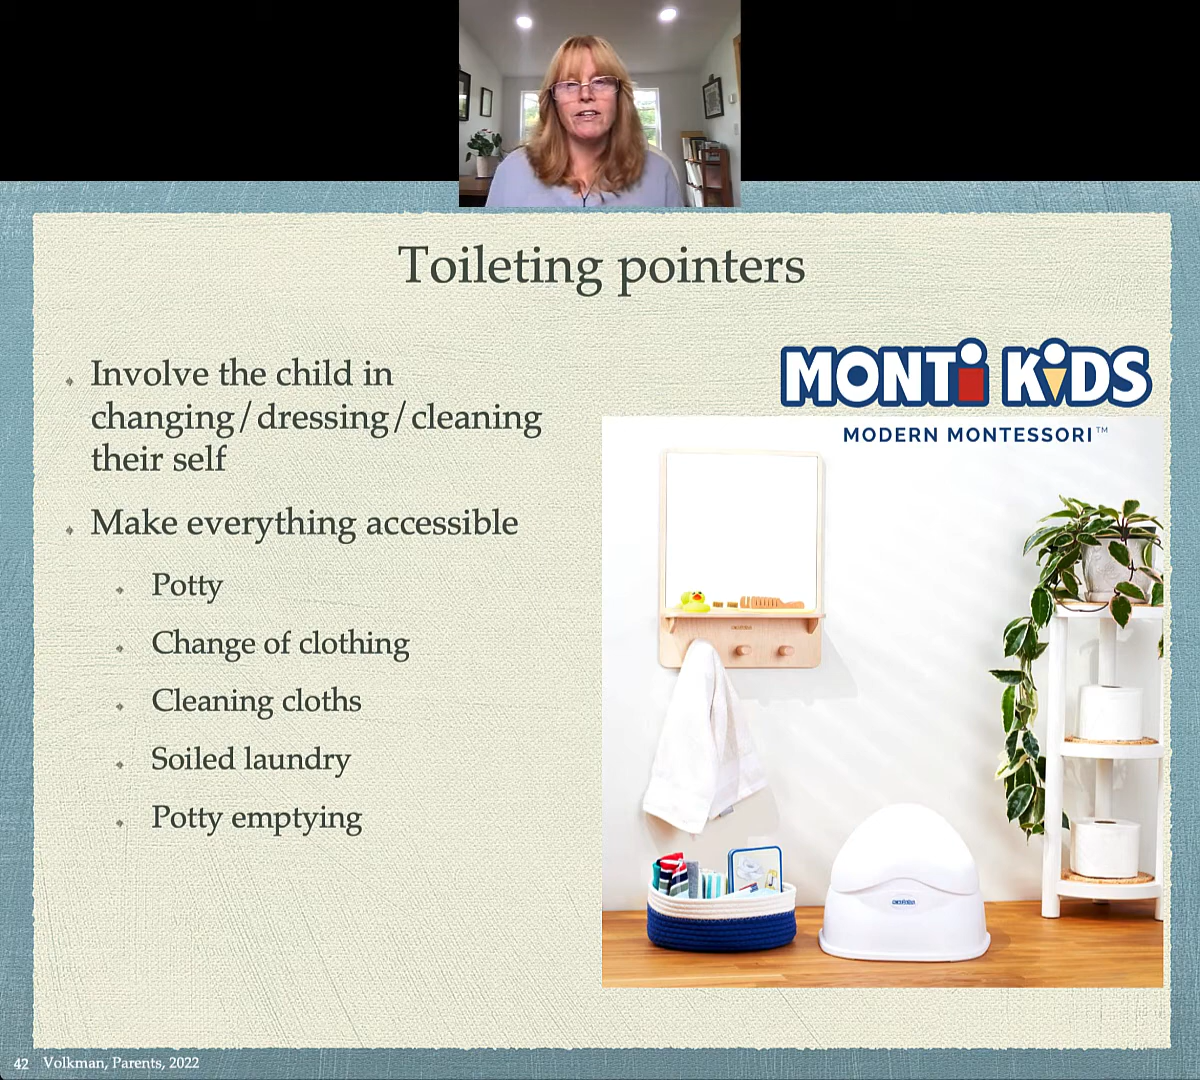 Toileting pointers
Involve the child in
changing/dressing/cleaning
their self
Make everything accessible
Potty
Change of clothing
Cleaning cloths
Soiled laundry
Potty emptying
MONTi KiDS
MODERN MONTESSORI™
42 Volkman, Parents, 2022